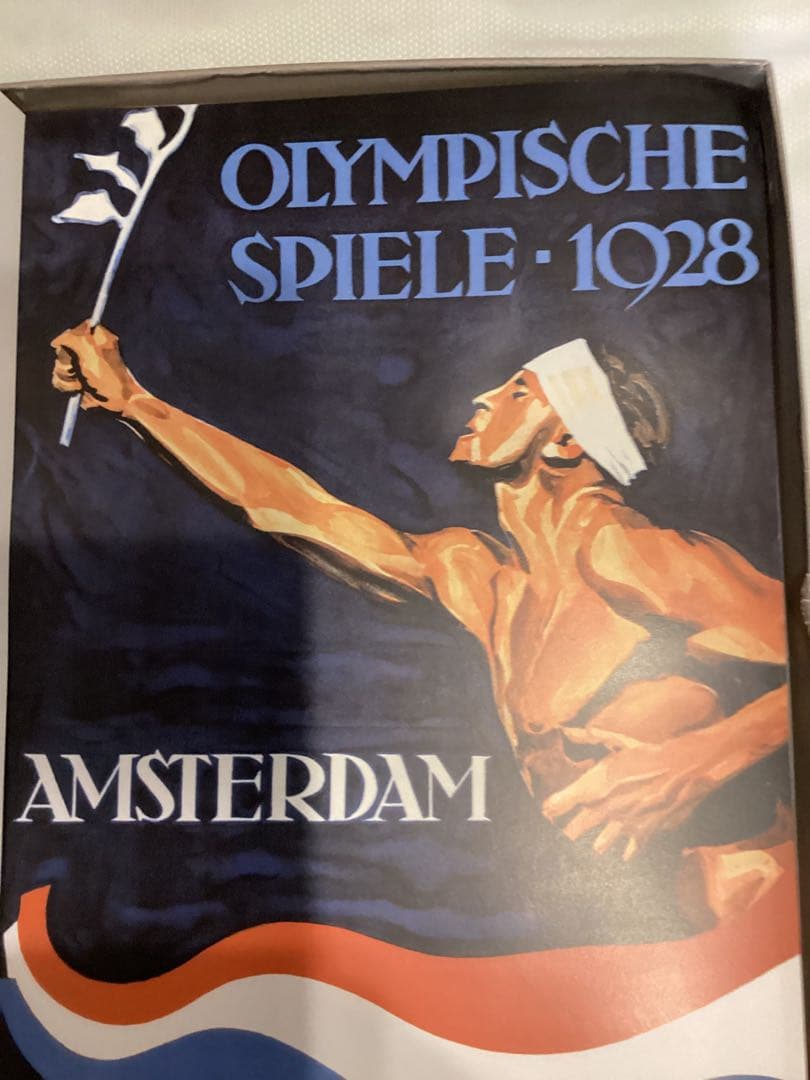 OLYMPISCHE
SPIELE · 1928
AMSTERDAM